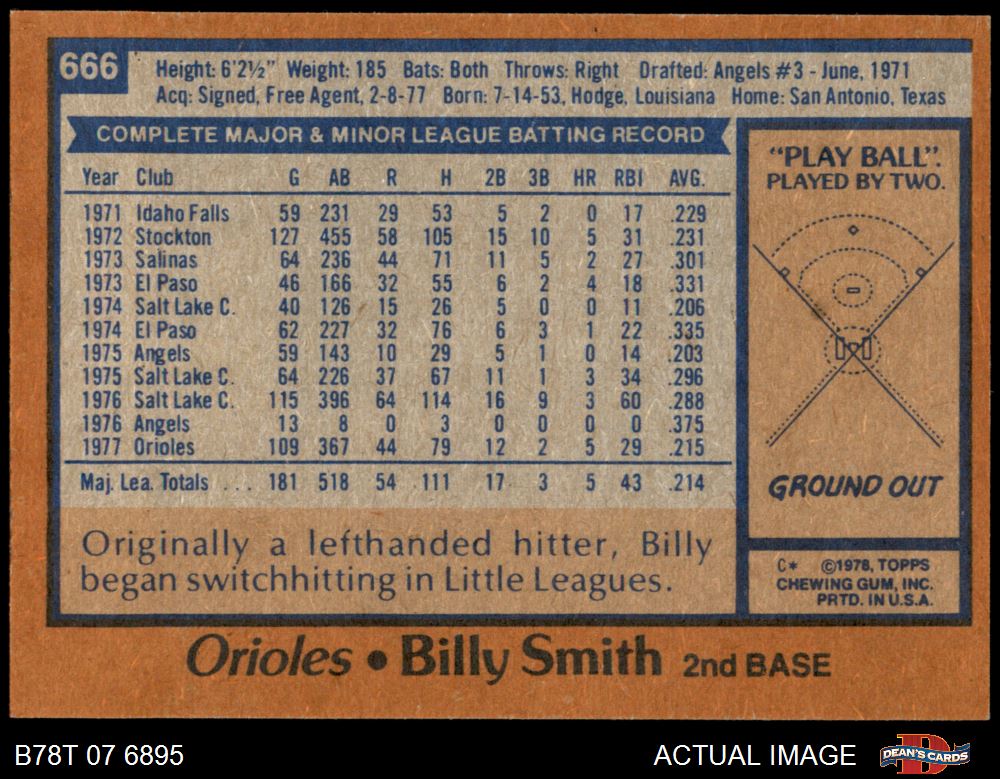 666
Height: 6'2½" Weight: 185 Bats: Both Throws: Right Drafted: Angels #3 - June, 1971
Acq: Signed, Free Agent, 2-8-77 Born: 7-14-53, Hodge, Louisiana Home: San Antonio, Texas
COMPLETE MAJOR & MINOR LEAGUE BATTING RECORD
Year Club G AB R H 2B 3B HR RBI AVG.
1971 Idaho Falls 59 231 29 53 5 2 0 17 .229
1972 Stockton 127 455 58 105 15 10 5 31 .231
1973 Salinas 64 236 44 71 11 5 2 27 .301
1973 El Paso 46 166 32 55 6 2 4 18 .331
1974 Salt Lake C. 40 126 15 26 5 0 0 11 .206
1974 El Paso 62 227 32 76 6 3 1 22 .335
1975 Angels 59 143 10 29 5 1 0 14 .203
1975 Salt Lake C. 64 226 37 67 11 1 3 34 .296
1976 Salt Lake C. 115 396 64 114 16 9 3 60 .288
1976 Angels 13 8 0 3 0 0 0 0 .375
1977 Orioles 109 367 44 79 12 2 5 29 .215
Maj. Lea. Totals ... 181 518 54 111 17 3 5 43 .214
Originally a lefthanded hitter, Billy
began switchhitting in Little Leagues.
"PLAY BALL".
PLAYED BY TWO.
GROUND OUT
C* ©1978, TOPPS
CHEWING GUM, INC.
PRTD. IN U.S.A.
Orioles • Billy Smith 2nd BASE
B78T 07 6895
ACTUAL IMAGE
D
DEAN'S CARDS